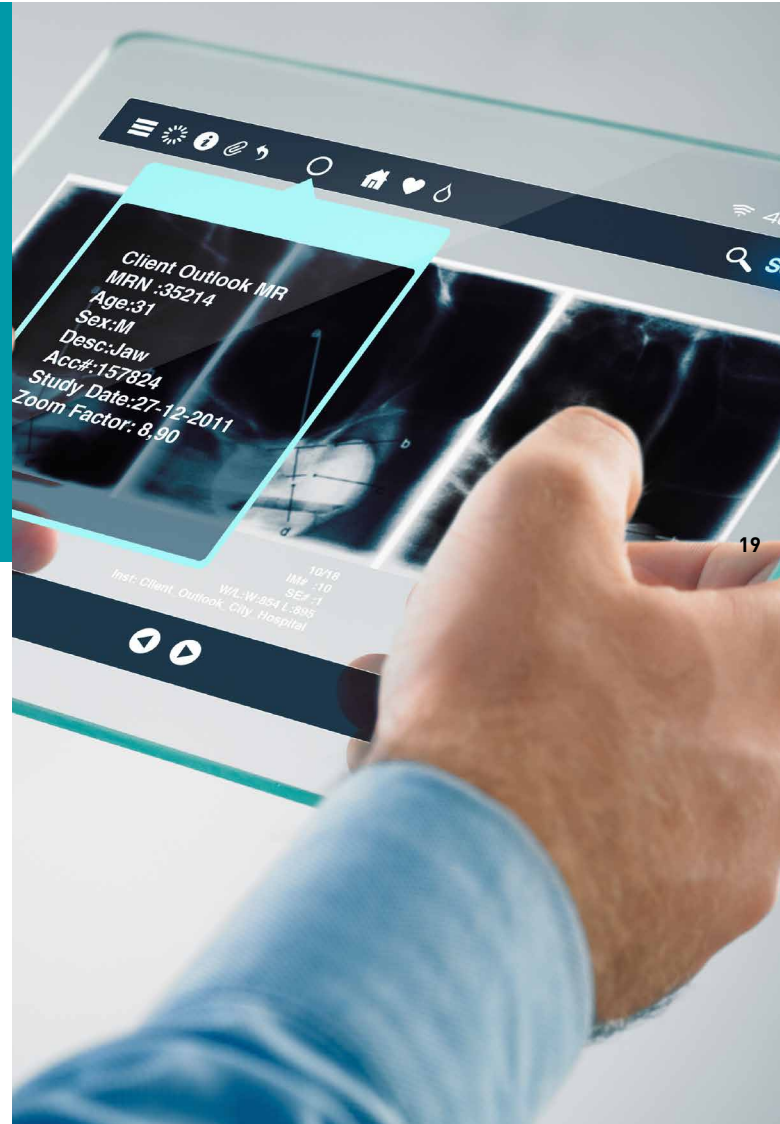 Client Outlook MR
MRN :35214
Age:31
Sex:M
Desc:Jaw
Acc#:157824
Study Date:27-12-2011
Zoom Factor: 8,90
10/18
IM# :10
SE# :1
W/L:W:854 L:895
Inst: Client Outlook City Hospital
b
d
19